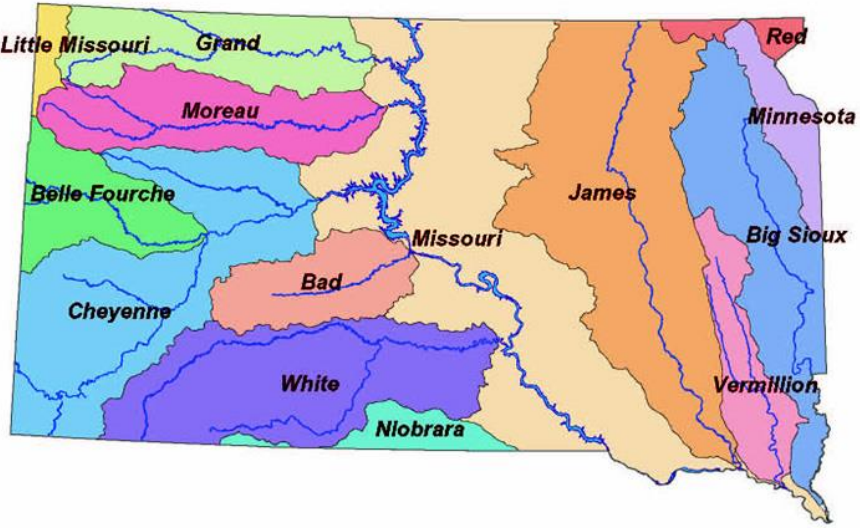 Little Missouri
Grand
Red
Moreau
Minnesota
Belle Fourche
James
Missouri
Big Sioux
Bad
Cheyenne
White
Vermillion
Niobrara